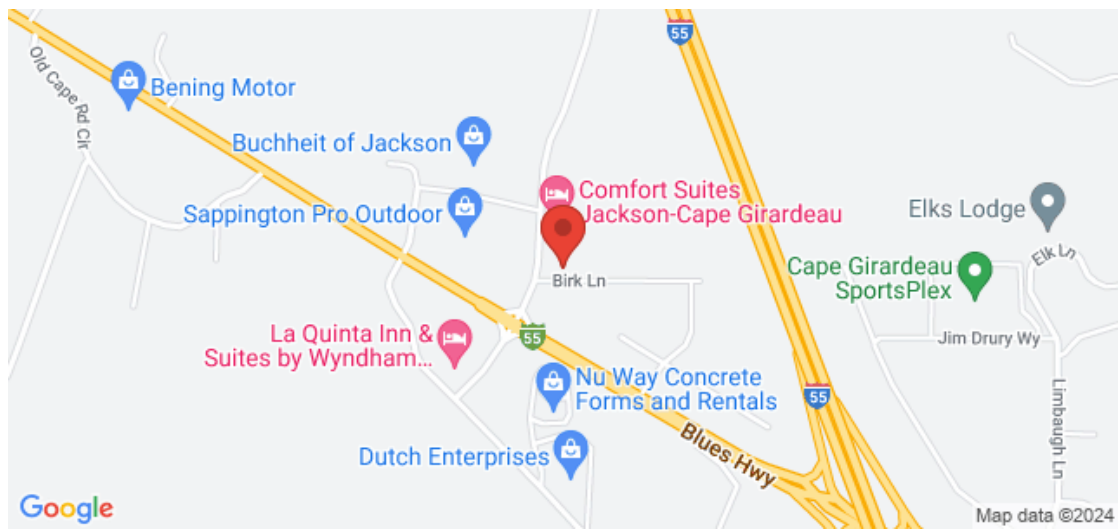 55
Old Cape Rd Cir
Bening Motor
Buchheit of Jackson
Comfort Suites
Jackson-Cape Girardeau
Sappington Pro Outdoor
Elks Lodge
Elk Ln
Cape Girardeau
SportsPlex
Birk Ln
Jim Drury Wy
La Quinta Inn &
Suites by Wyndham...
55
Nu Way Concrete
Forms and Rentals
55
Limbaugh Ln
Blues Hwy
Dutch Enterprises
Google
Map data ©2024